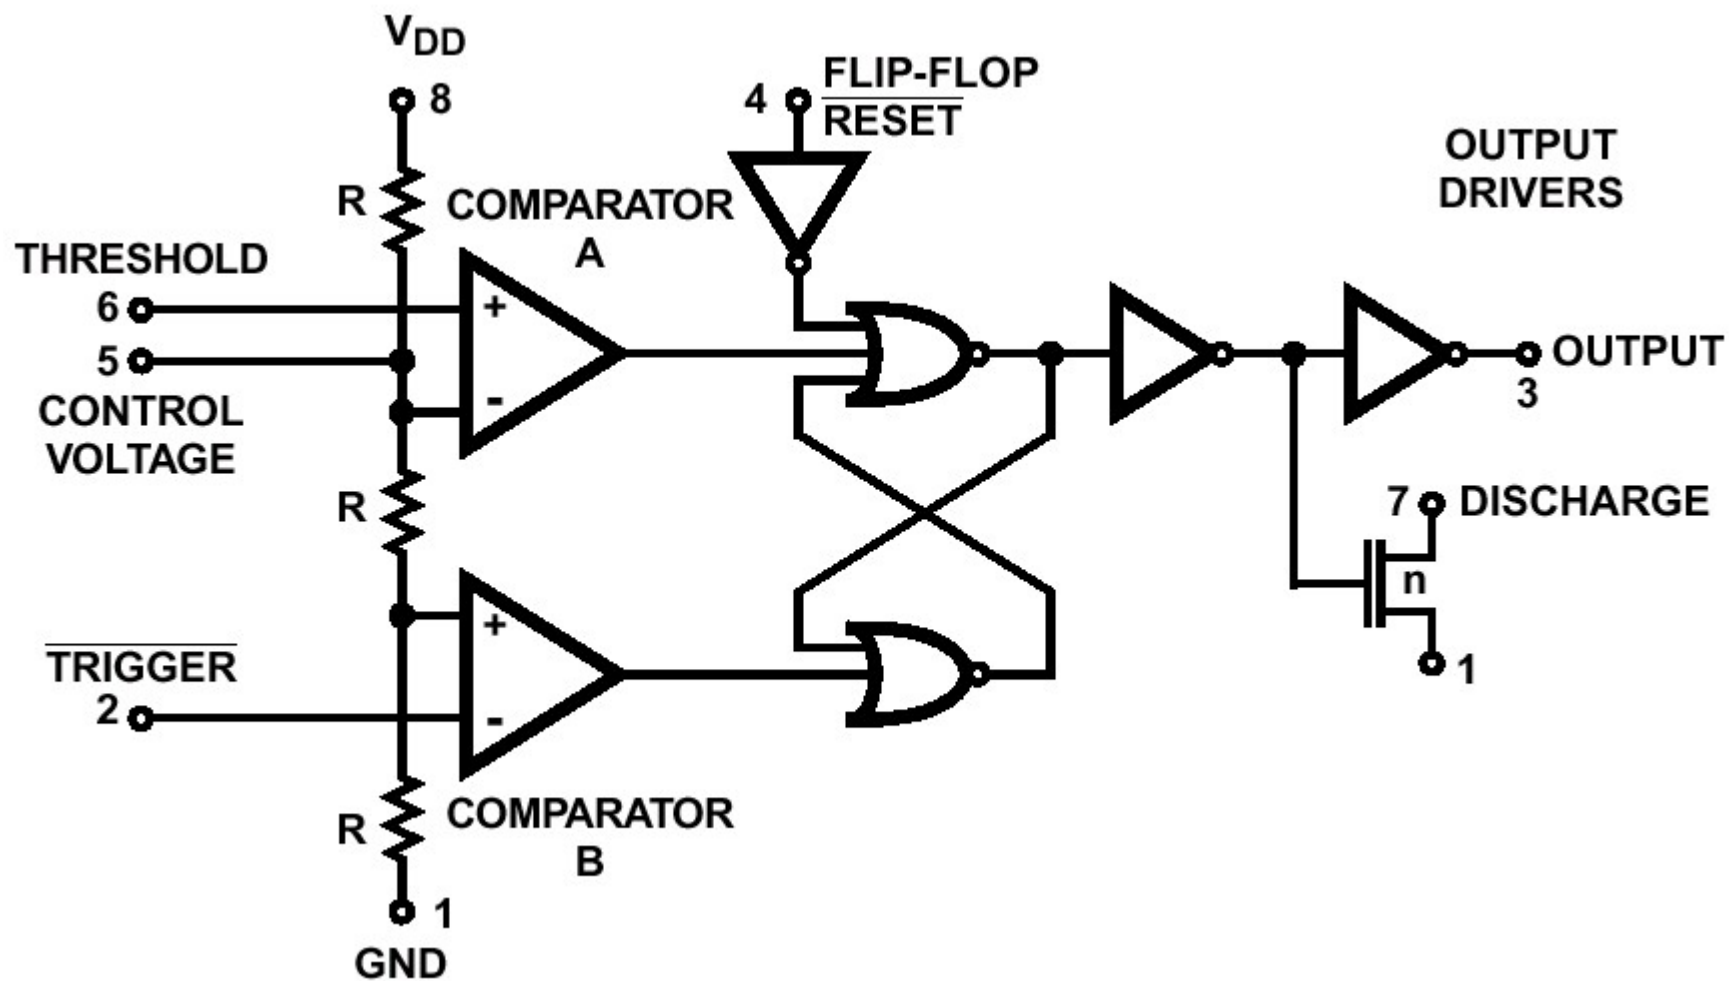 VDD
8
4
FLIP-FLOP
RESET
OUTPUT
DRIVERS
R
COMPARATOR
A
THRESHOLD
6
+
5
-
CONTROL
VOLTAGE
OUTPUT
3
R
7
DISCHARGE
n
1
+
TRIGGER
2
-
R
COMPARATOR
B
1
GND